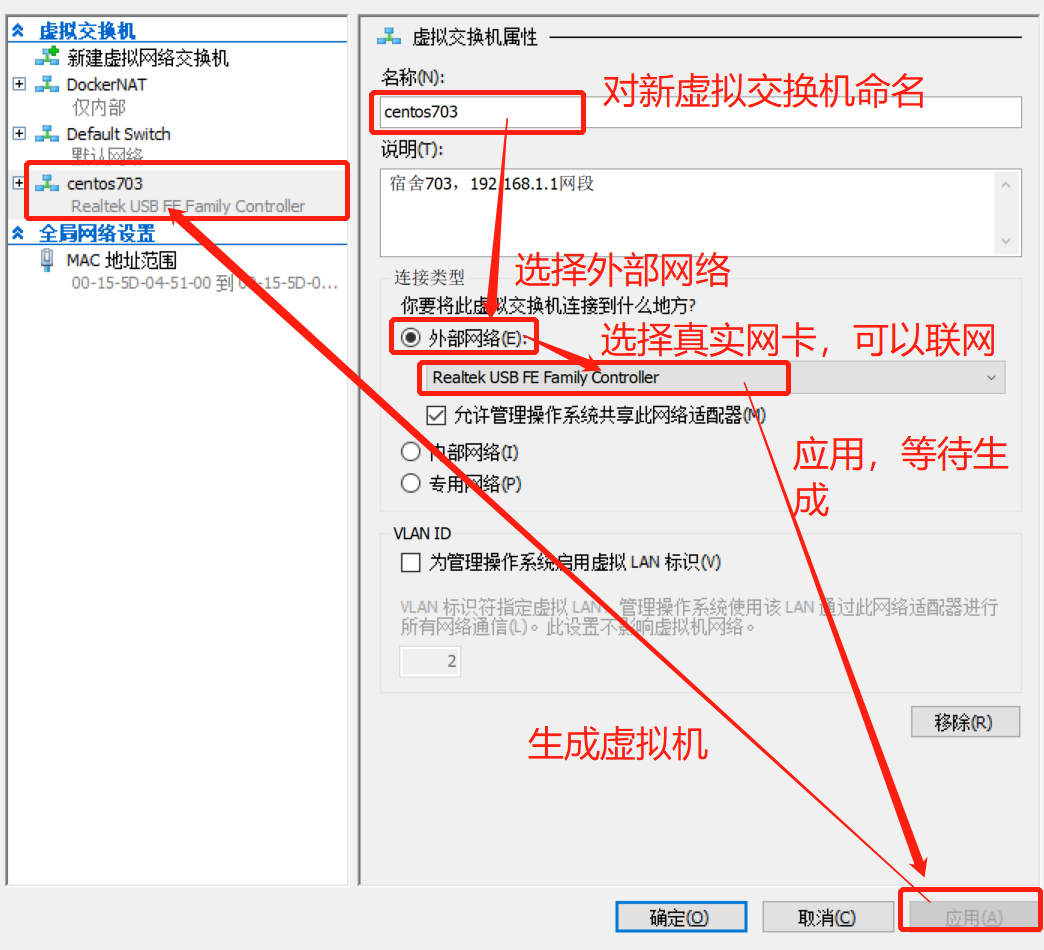 虚拟交换机
新建虚拟网络交换机
DockerNAT
仅内部
Default Switch
默认网络
centos703
Realtek USB FE Family Controller
全局网络设置
MAC 地址范围
00-15-5D-04-51-00 到 00-15-5D-0...
虚拟交换机属性
名称(N):
对新虚拟交换机命名
centos703
说明(T):
宿舍703，192.168.1.1网段
选择外部网络
连接类型
你要将此虚拟交换机连接到什么地方?
外部网络(E):
选择真实网卡，可以联网
Realtek USB FE Family Controller
允许管理操作系统共享此网络适配器(M)
内部网络(I)
专用网络(P)
应用，等待生
成
VLAN ID
为管理操作系统启用虚拟 LAN 标识(V)
VLAN 标识符指定虚拟 LAN，管理操作系统使用该 LAN 通过此网络适配器进行
所有网络通信(L)。此设置不影响虚拟机网络。
2
移除(R)
生成虚拟机
确定(O)
取消(C)
应用(A)